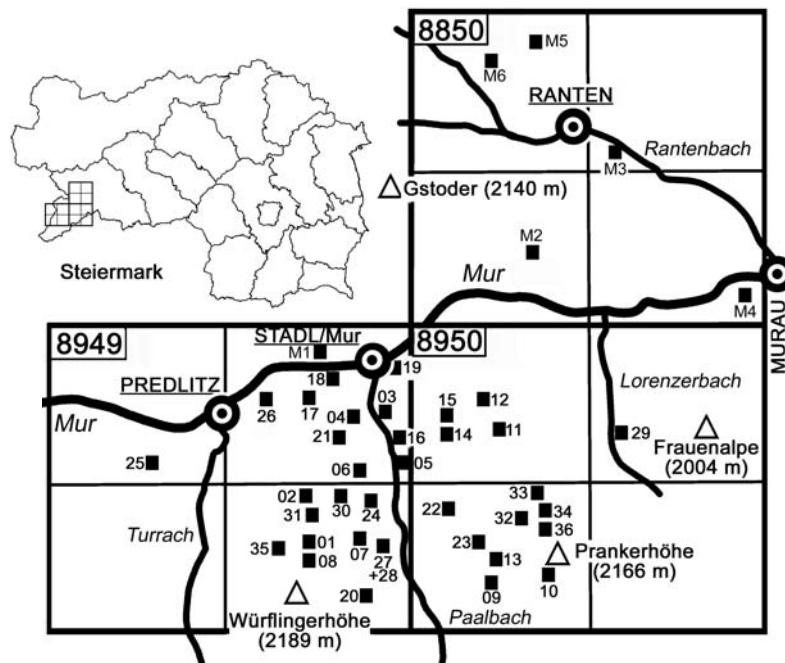 8850
M5
M6
RANTEN
Rantenbach
M3
Gstoder (2140 m)
Steiermark
M2
Mur
M4
MURAU
8949
STADL/Mur
8950
M1
19
18
PREDLITZ
Lorenzerbach
26
17
04
03
15
12
Mur
21
16
14
11
29
Frauenalpe
(2004 m)
25
06
05
02
30
24
22
33
34
31
32
36
Turrach
01
07
23
35
27
13
Prankerhöhe
(2166 m)
08
+28
20
09
10
Würflingerhöhe
(2189 m)
Paalbach